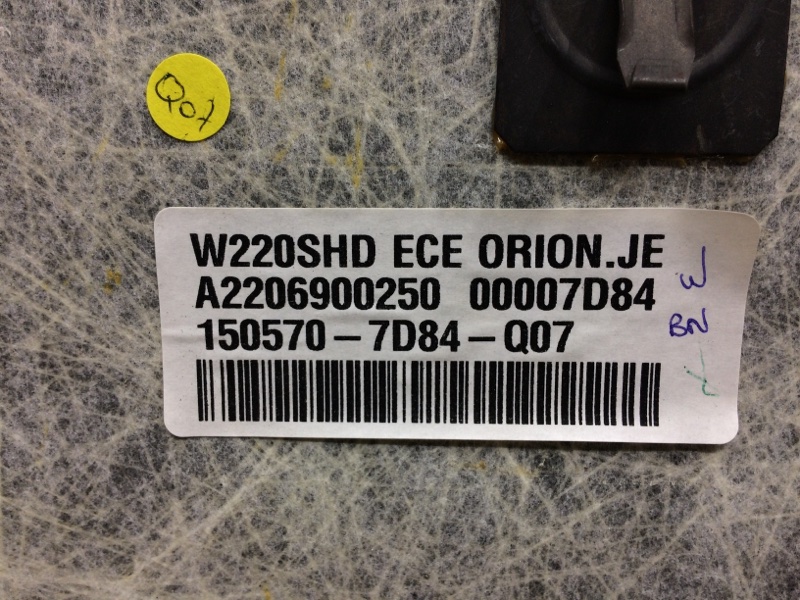 Q07
W220SHD ECE ORION.JE
A2206900250 00007D84
150570-7D84-Q07
BN W